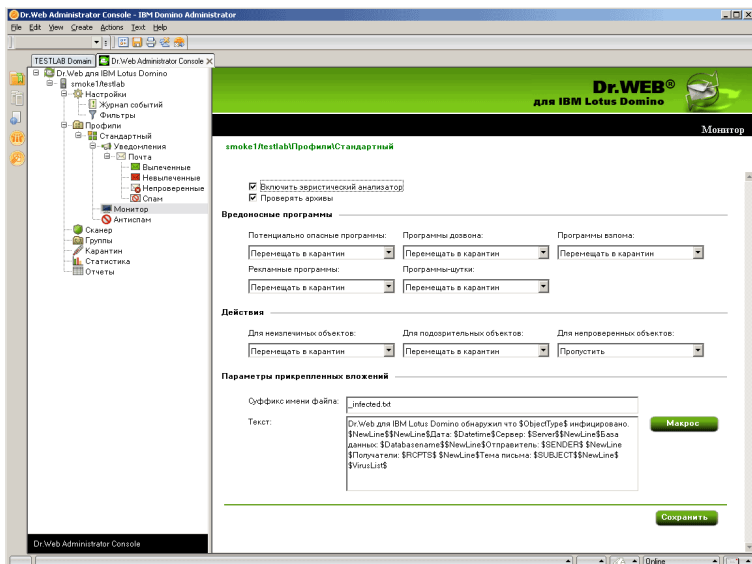 Dr.Web Administrator Console - IBM Domino Administrator
File Edit View Create Actions Text Help
TESTLAB Domain
Dr.Web Administrator Console
Dr.Web для IBM Lotus Domino
smoke1/testlab
Настройки
Журнал событий
Фильтры
Профили
Стандартный
Уведомления
Почта
Вылеченные
Невылеченные
Непроверенные
Спам
Монитор
Антиспам
Сканер
Группы
Карантин
Статистика
Отчеты
Dr.Web Administrator Console
Dr.WEB®
для IBM Lotus Domino
Монитор
smoke1/testlab\Профили\Стандартный
Включить эвристический анализатор
Проверять архивы
Вредоносные программы
Потенциально опасные программы: Программы дозвона: Программы взлома:
Перемещать в карантин Перемещать в карантин Перемещать в карантин
Рекламные программы: Программы-шутки:
Перемещать в карантин Перемещать в карантин
Действия
Для неизлечимых объектов: Для подозрительных объектов: Для непроверенных объектов:
Перемещать в карантин Перемещать в карантин Пропустить
Параметры прикрепленных вложений
Суффикс имени файла: _infected.txt
Текст:
Dr.Web для IBM Lotus Domino обнаружил что $ObjectType$ инфицировано.
$NewLine$$NewLine$Дата: $Datetime$Сервер: $Server$$NewLine$База
данных: $Databasename$$NewLine$Отправитель: $SENDER$ $NewLine
$Получатели: $RCPTS$ $NewLine$Тема письма: $SUBJECT$$NewLine$
$VirusList$
Макрос
Сохранить
Online